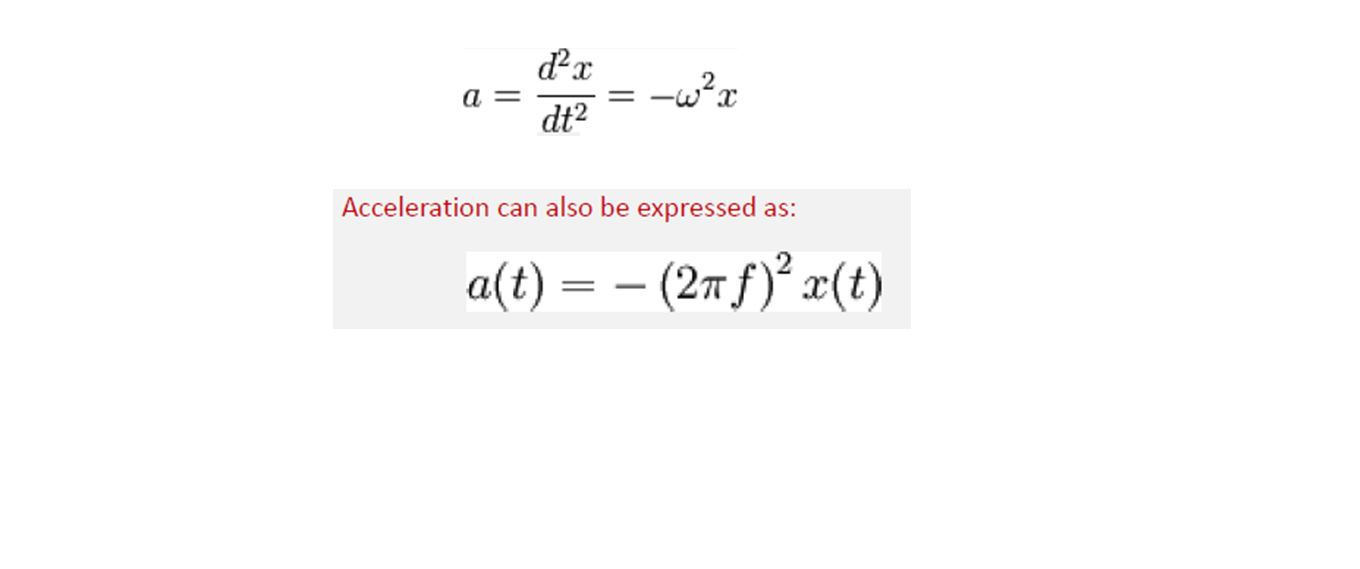 a = d²x/dt² = −ω²x
Acceleration can also be expressed as:
a(t) = − (2πf)² x(t)